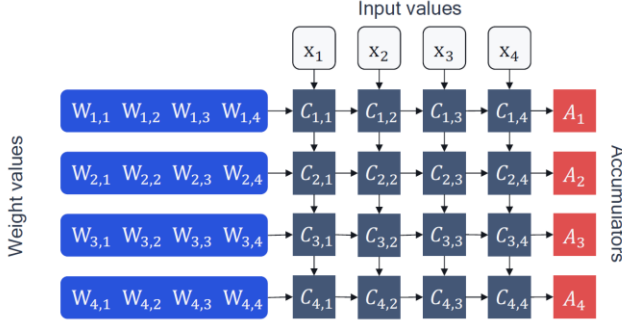 Input values
x₁ x₂ x₃ x₄
W₁,₁ W₁,₂ W₁,₃ W₁,₄ C₁,₁ C₁,₂ C₁,₃ C₁,₄ A₁
W₂,₁ W₂,₂ W₂,₃ W₂,₄ C₂,₁ C₂,₂ C₂,₃ C₂,₄ A₂
W₃,₁ W₃,₂ W₃,₃ W₃,₄ C₃,₁ C₃,₂ C₃,₃ C₃,₄ A₃
W₄,₁ W₄,₂ W₄,₃ W₄,₄ C₄,₁ C₄,₂ C₄,₃ C₄,₄ A₄
Weight values
Accumulators